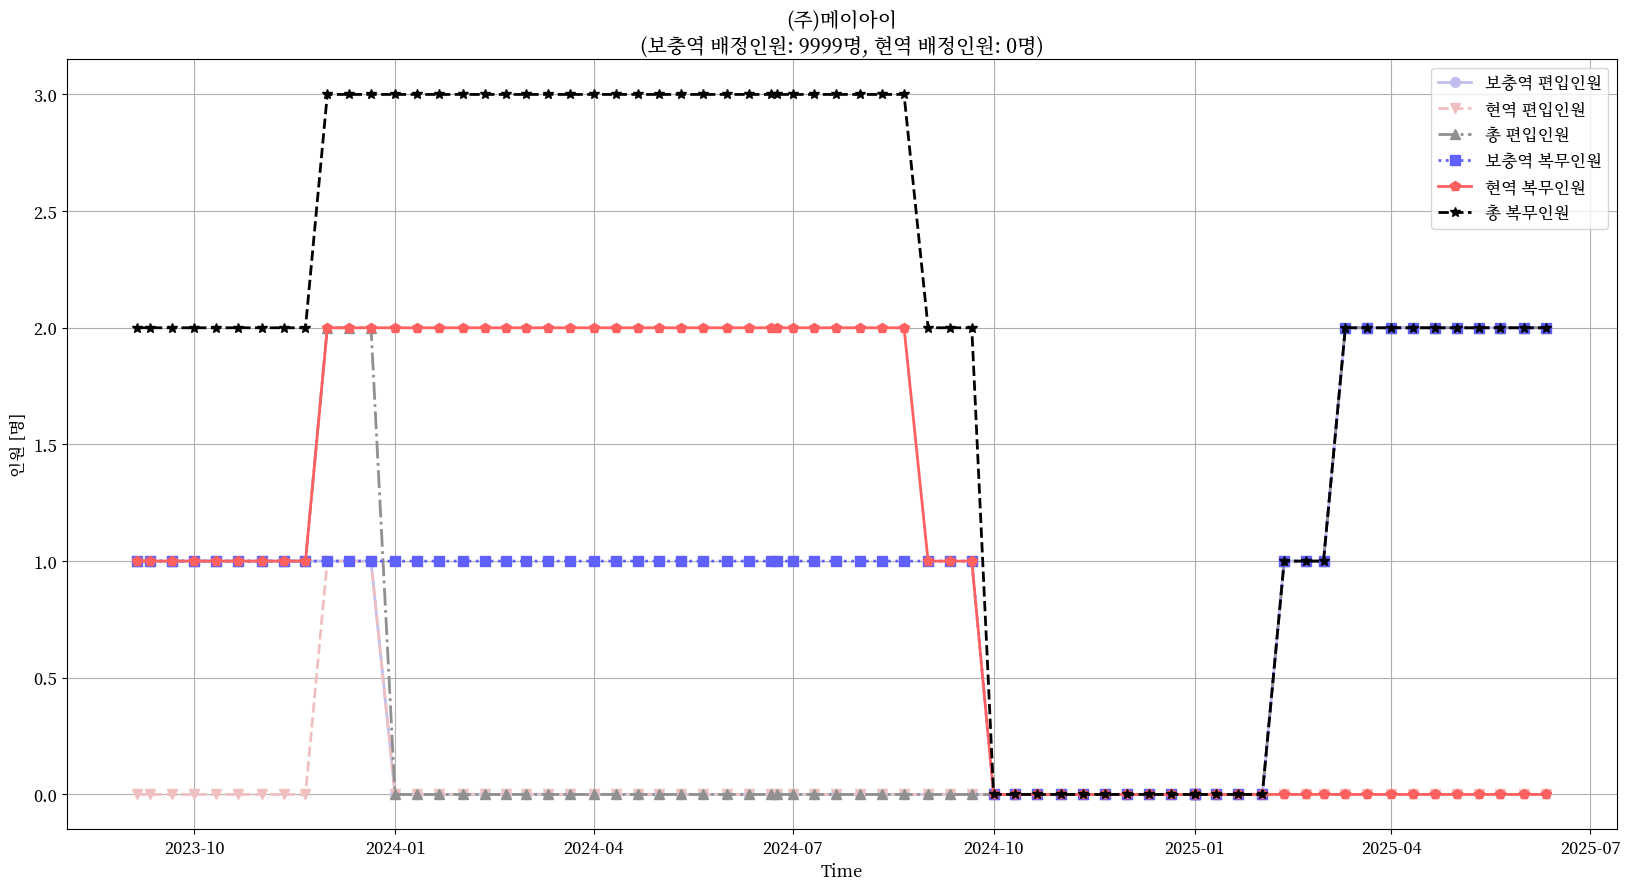 (주)메이아이
(보충역 배정인원: 9999명, 현역 배정인원: 0명)
보충역 편입인원
현역 편입인원
총 편입인원
보충역 복무인원
현역 복무인원
총 복무인원
3.0
2.5
2.0
1.5
1.0
0.5
0.0
인원 [명]
2023-10
2024-01
2024-04
2024-07
2024-10
2025-01
2025-04
2025-07
Time